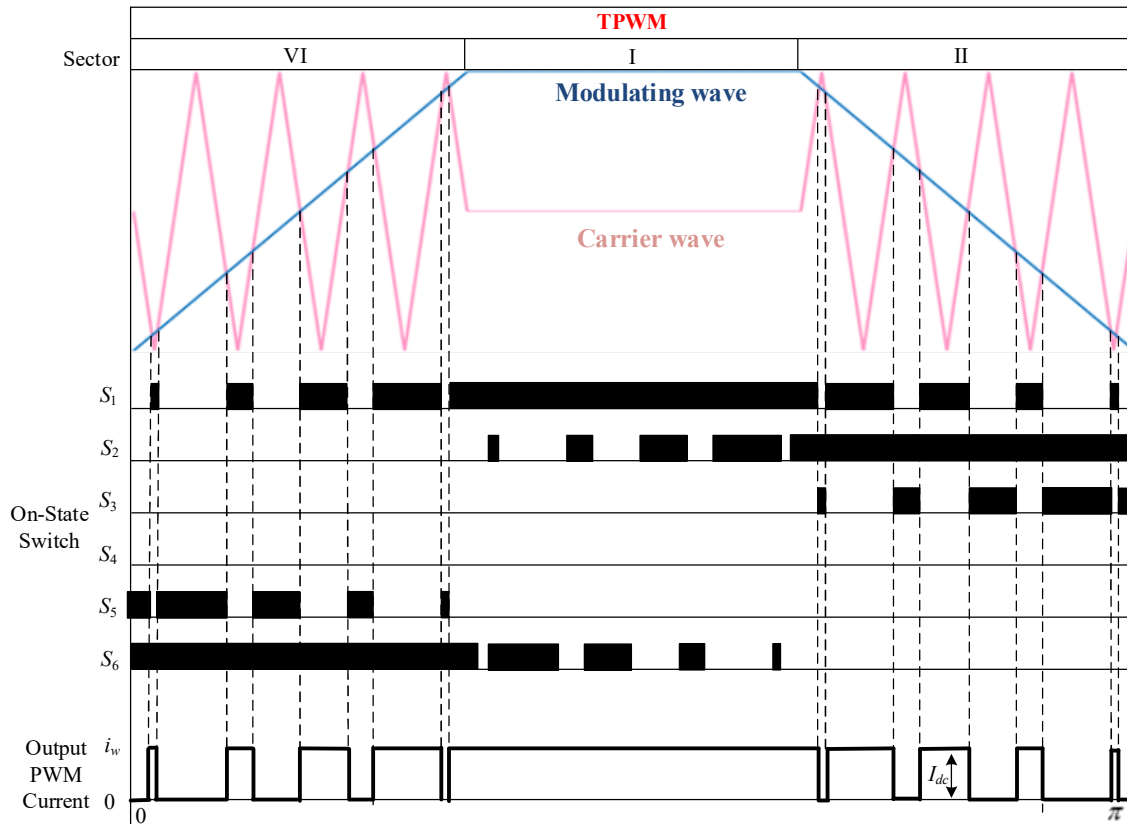 TPWM
Sector VI I II
Modulating wave
Carrier wave
S1
S2
S3
On-State
Switch
S4
S5
S6
Output
PWM
Current
iw
Idc
0
0
π